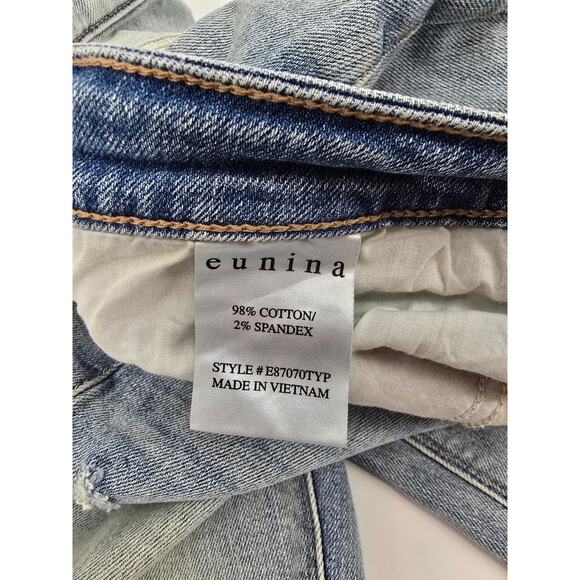 eunina
98% COTTON/
2% SPANDEX
STYLE # E87070TYP
MADE IN VIETNAM